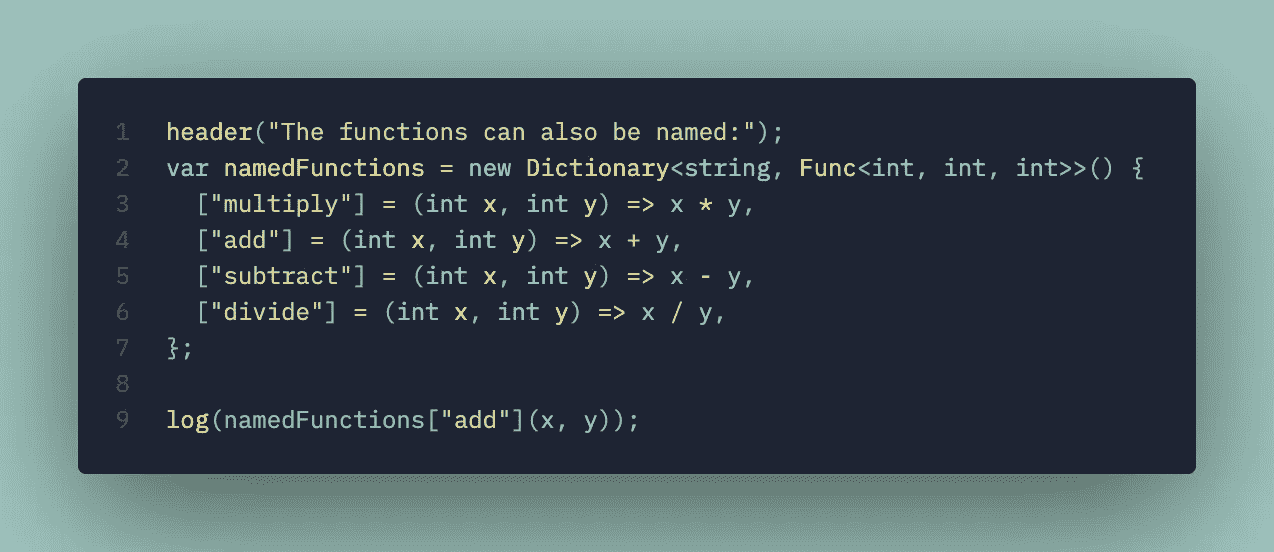 1 header("The functions can also be named:");
2 var namedFunctions = new Dictionary<string, Func<int, int, int>>() {
3   ["multiply"] = (int x, int y) => x * y,
4   ["add"] = (int x, int y) => x + y,
5   ["subtract"] = (int x, int y) => x - y,
6   ["divide"] = (int x, int y) => x / y,
7 };
8
9 log(namedFunctions["add"](x, y));